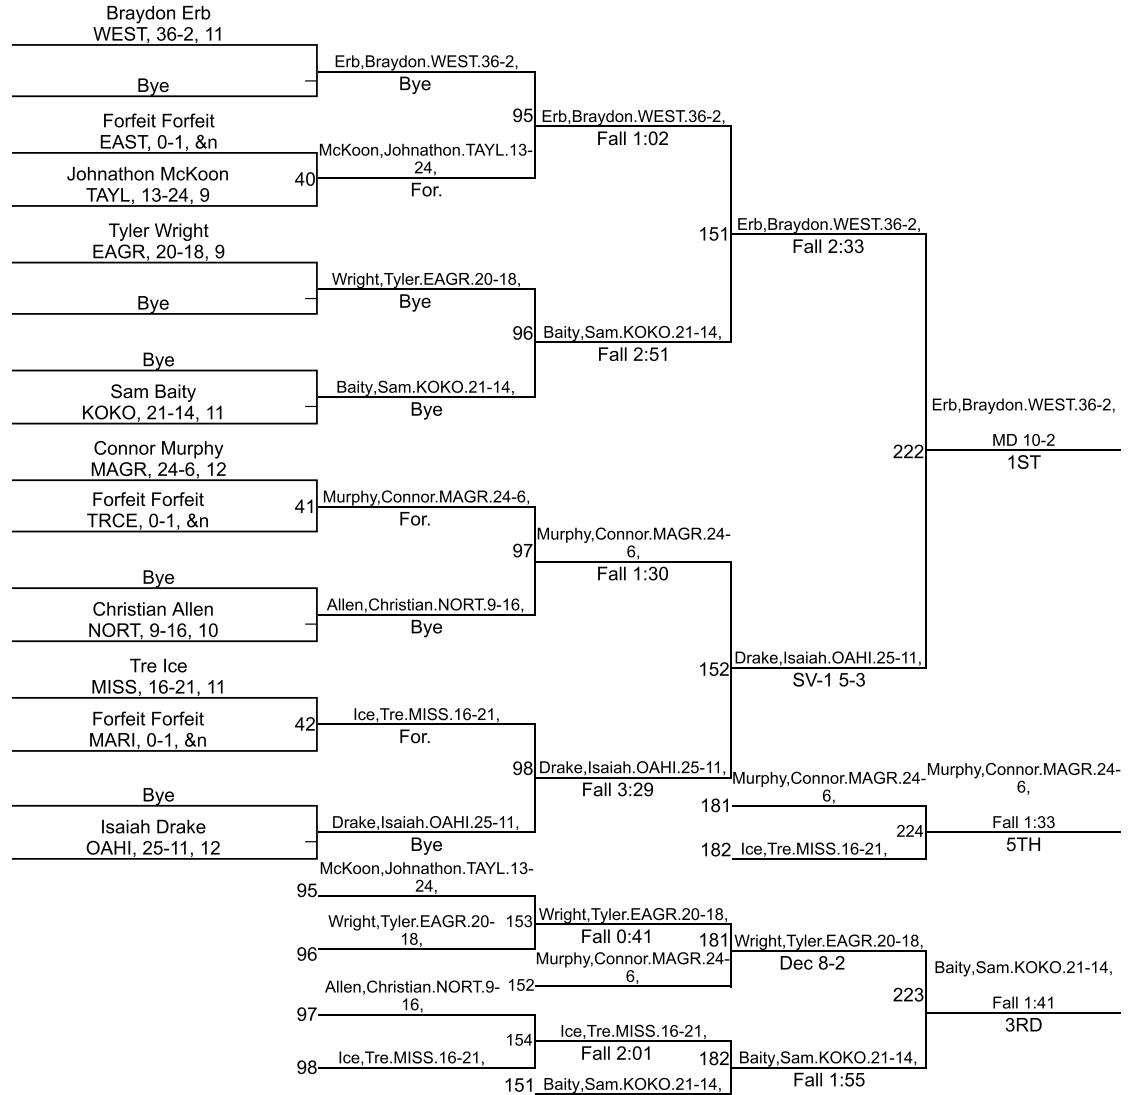 Braydon Erb
WEST, 36-2, 11
Bye
Erb,Braydon.WEST.36-2,
Bye
Forfeit Forfeit
EAST, 0-1, &n
Johnathon McKoon
TAYL, 13-24, 9
40
McKoon,Johnathon.TAYL.13-
24,
For.
95
Erb,Braydon.WEST.36-2,
Fall 1:02
Tyler Wright
EAGR, 20-18, 9
Bye
Wright,Tyler.EAGR.20-18,
Bye
Bye
Sam Baity
KOKO, 21-14, 11
Baity,Sam.KOKO.21-14,
Bye
96
Baity,Sam.KOKO.21-14,
Fall 2:51
151
Erb,Braydon.WEST.36-2,
Fall 2:33
Connor Murphy
MAGR, 24-6, 12
Forfeit Forfeit
TRCE, 0-1, &n
41
Murphy,Connor.MAGR.24-6,
For.
Bye
Christian Allen
NORT, 9-16, 10
Allen,Christian.NORT.9-16,
Bye
97
Murphy,Connor.MAGR.24-
6,
Fall 1:30
Tre Ice
MISS, 16-21, 11
Forfeit Forfeit
MARI, 0-1, &n
42
Ice,Tre.MISS.16-21,
For.
Bye
Isaiah Drake
OAHI, 25-11, 12
Drake,Isaiah.OAHI.25-11,
Bye
98
Drake,Isaiah.OAHI.25-11,
Fall 3:29
152
Drake,Isaiah.OAHI.25-11,
SV-1 5-3
222
Erb,Braydon.WEST.36-2,
MD 10-2
1ST
181
Murphy,Connor.MAGR.24-
6,
182
Ice,Tre.MISS.16-21,
224
Murphy,Connor.MAGR.24-
6,
Fall 1:33
5TH
95
McKoon,Johnathon.TAYL.13-
24,
96
Wright,Tyler.EAGR.20-
18,
153
Wright,Tyler.EAGR.20-18,
Fall 0:41
152
Murphy,Connor.MAGR.24-
6,
181
Wright,Tyler.EAGR.20-18,
Dec 8-2
97
Allen,Christian.NORT.9-
16,
98
Ice,Tre.MISS.16-21,
154
Ice,Tre.MISS.16-21,
Fall 2:01
151
Baity,Sam.KOKO.21-14,
182
Baity,Sam.KOKO.21-14,
Fall 1:55
223
Baity,Sam.KOKO.21-14,
Fall 1:41
3RD